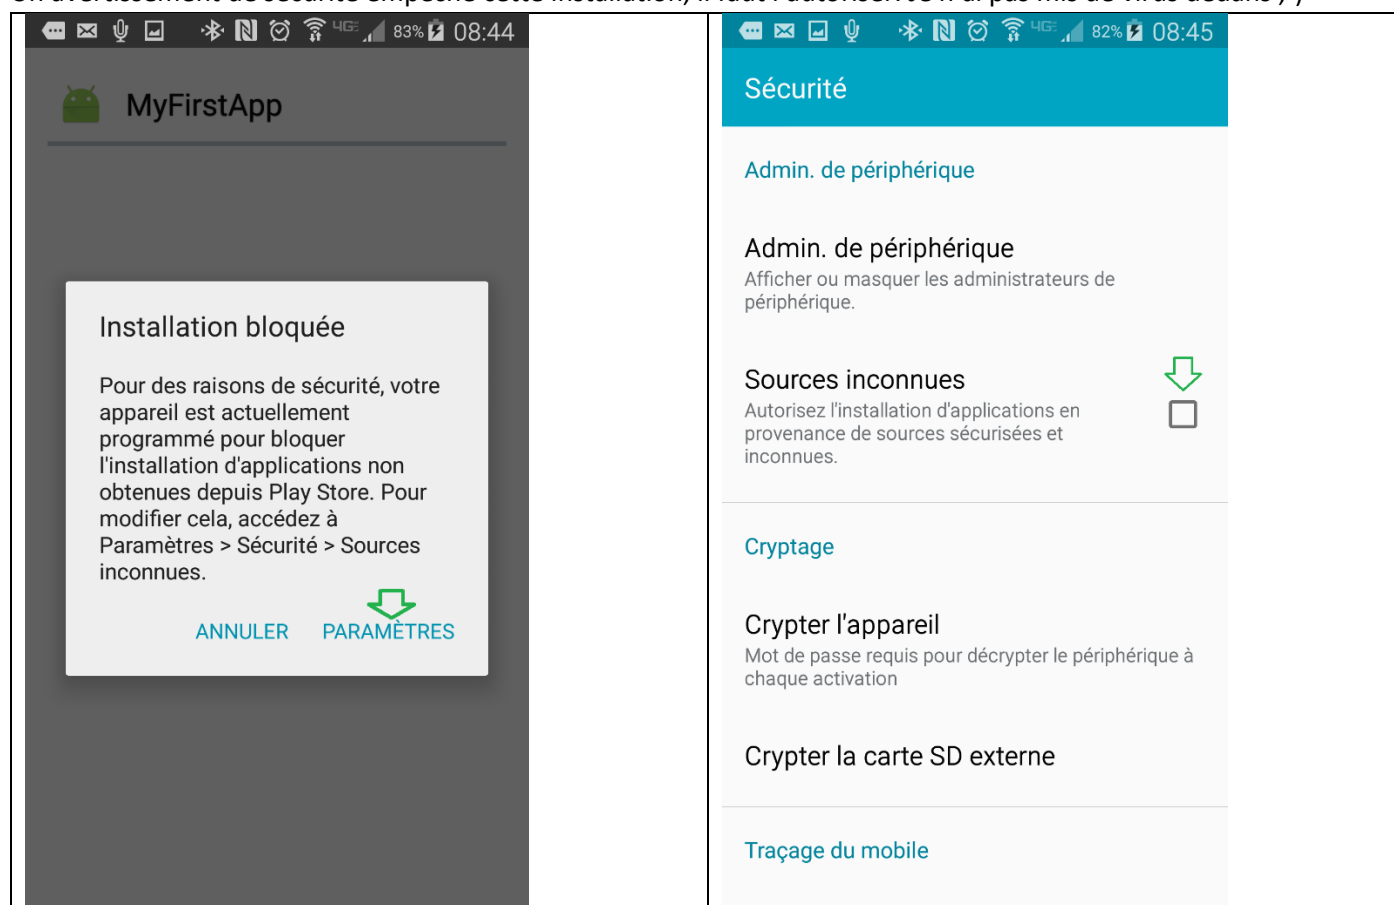 08:44
83%
4GE
MyFirstApp
Installation bloquée
Pour des raisons de sécurité, votre
appareil est actuellement
programmé pour bloquer
l'installation d'applications non
obtenues depuis Play Store. Pour
modifier cela, accédez à
Paramètres > Sécurité > Sources
inconnues.
ANNULER PARAMÈTRES
4GE
82%
08:45
Sécurité
Admin. de périphérique
Admin. de périphérique
Afficher ou masquer les administrateurs de
périphérique.
Sources inconnues
Autorisez l'installation d'applications en
provenance de sources sécurisées et
inconnues.
Cryptage
Crypter l'appareil
Mot de passe requis pour décrypter le périphérique à
chaque activation
Crypter la carte SD externe
Traçage du mobile